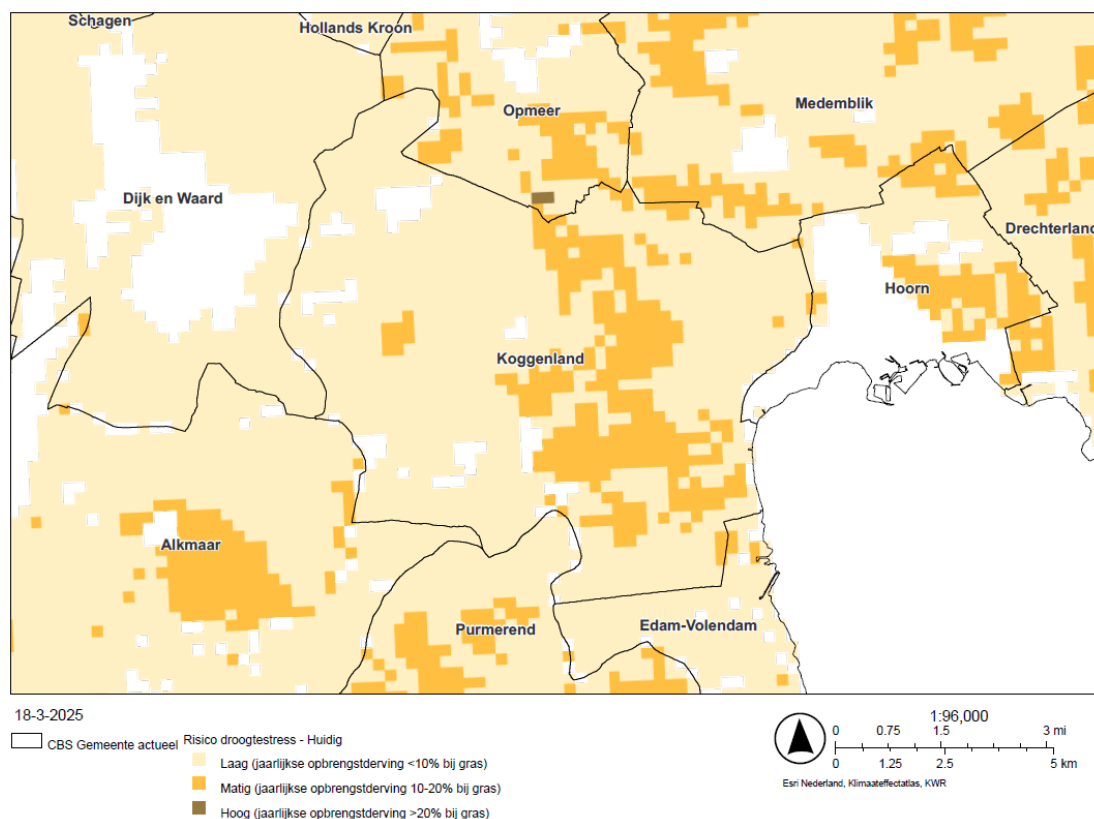 Schagen
Hollands Kroon
Opmeer
Medemblik
Dijk en Waard
Drechterland
Hoorn
Koggenland
Alkmaar
Purmerend
Edam-Volendam
18-3-2025
CBS Gemeente actueel
Risico droogtestress - Huidig
Laag (jaarlijkse opbrengstderving <10% bij gras)
Matig (jaarlijkse opbrengstderving 10-20% bij gras)
Hoog (jaarlijkse opbrengstderving >20% bij gras)
1:96,000
0 0.75 1.5 3 mi
0 1.25 2.5 5 km
Esri Nederland, Klimaateffectatlas, KWR